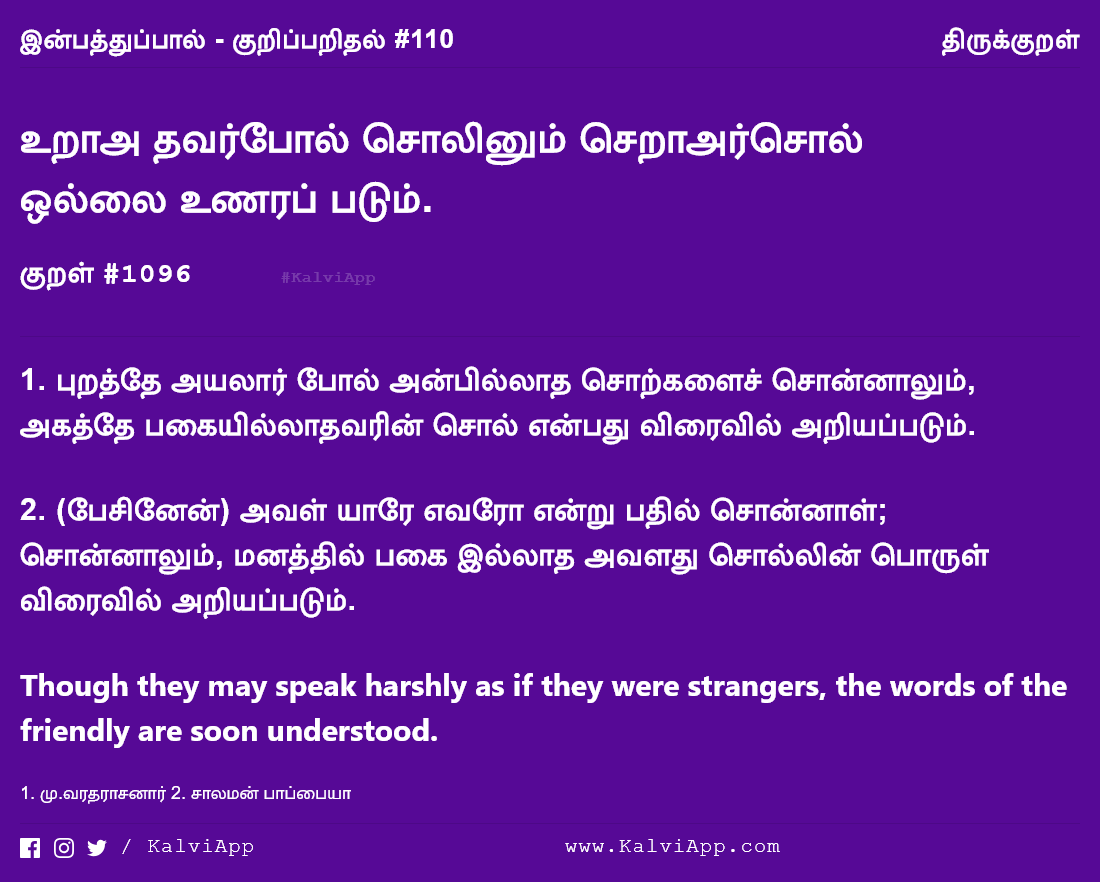 இன்பத்துப்பால் - குறிப்பறிதல் #110
திருக்குறள்
உறாஅ தவர்போல் சொலினும் செறாஅர்சொல்
ஒல்லை உணரப் படும்.
குறள் #1096
#KalviApp
1. புறத்தே அயலார் போல் அன்பில்லாத சொற்களைச் சொன்னாலும்,
அகத்தே பகையில்லாதவரின் சொல் என்பது விரைவில் அறியப்படும்.
2. (பேசினேன்) அவள் யாரே எவரோ என்று பதில் சொன்னாள்;
சொன்னாலும், மனத்தில் பகை இல்லாத அவளது சொல்லின் பொருள்
விரைவில் அறியப்படும்.
Though they may speak harshly as if they were strangers, the words of the
friendly are soon understood.
1. மு.வரதராசனார் 2. சாலமன் பாப்பையா
/ KalviApp
www.KalviApp.com